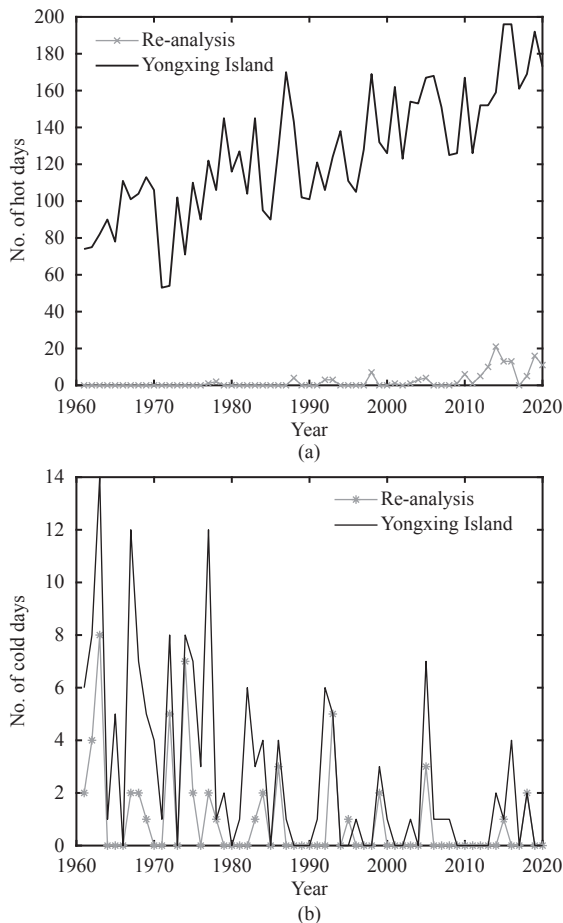 200
180
160
140
120
100
80
60
40
20
0
No. of hot days
Re-analysis
Yongxing Island
1960 1970 1980 1990 2000 2010 2020
Year
(a)
14
12
10
8
6
4
2
0
No. of cold days
Re-analysis
Yongxing Island
1960 1970 1980 1990 2000 2010 2020
Year
(b)